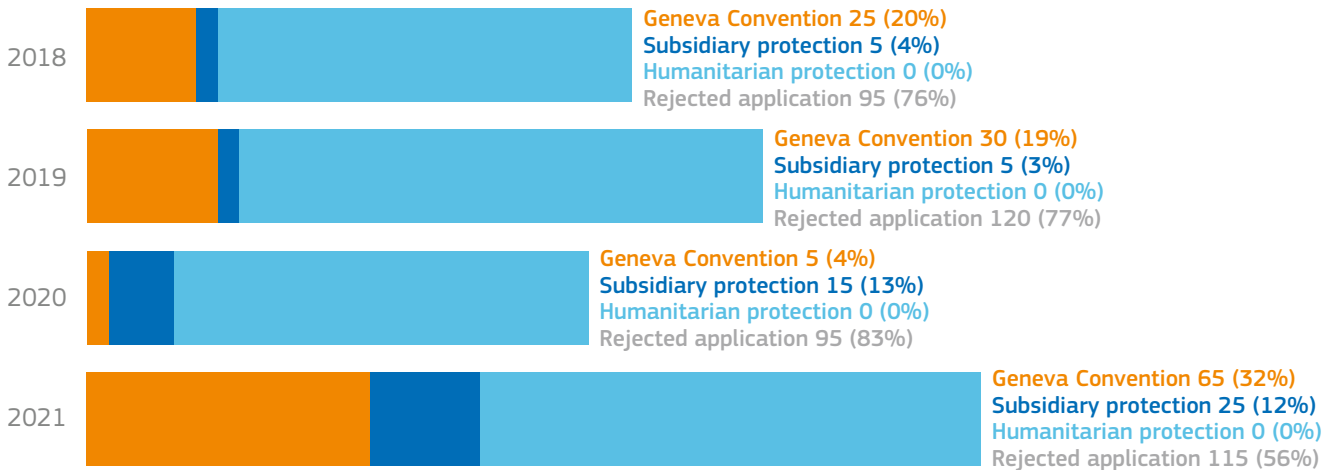 2018
Geneva Convention 25 (20%)
Subsidiary protection 5 (4%)
Humanitarian protection 0 (0%)
Rejected application 95 (76%)
2019
Geneva Convention 30 (19%)
Subsidiary protection 5 (3%)
Humanitarian protection 0 (0%)
Rejected application 120 (77%)
2020
Geneva Convention 5 (4%)
Subsidiary protection 15 (13%)
Humanitarian protection 0 (0%)
Rejected application 95 (83%)
2021
Geneva Convention 65 (32%)
Subsidiary protection 25 (12%)
Humanitarian protection 0 (0%)
Rejected application 115 (56%)